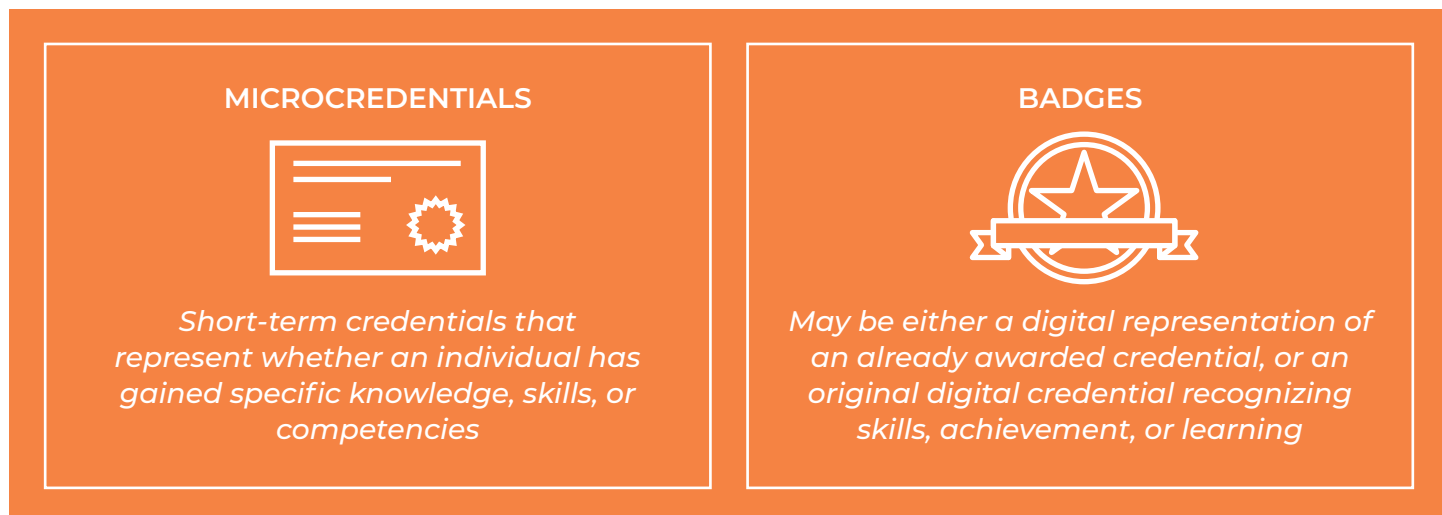 MICROCREDENTIALS
Short-term credentials that
represent whether an individual has
gained specific knowledge, skills, or
competencies
BADGES
May be either a digital representation of
an already awarded credential, or an
original digital credential recognizing
skills, achievement, or learning